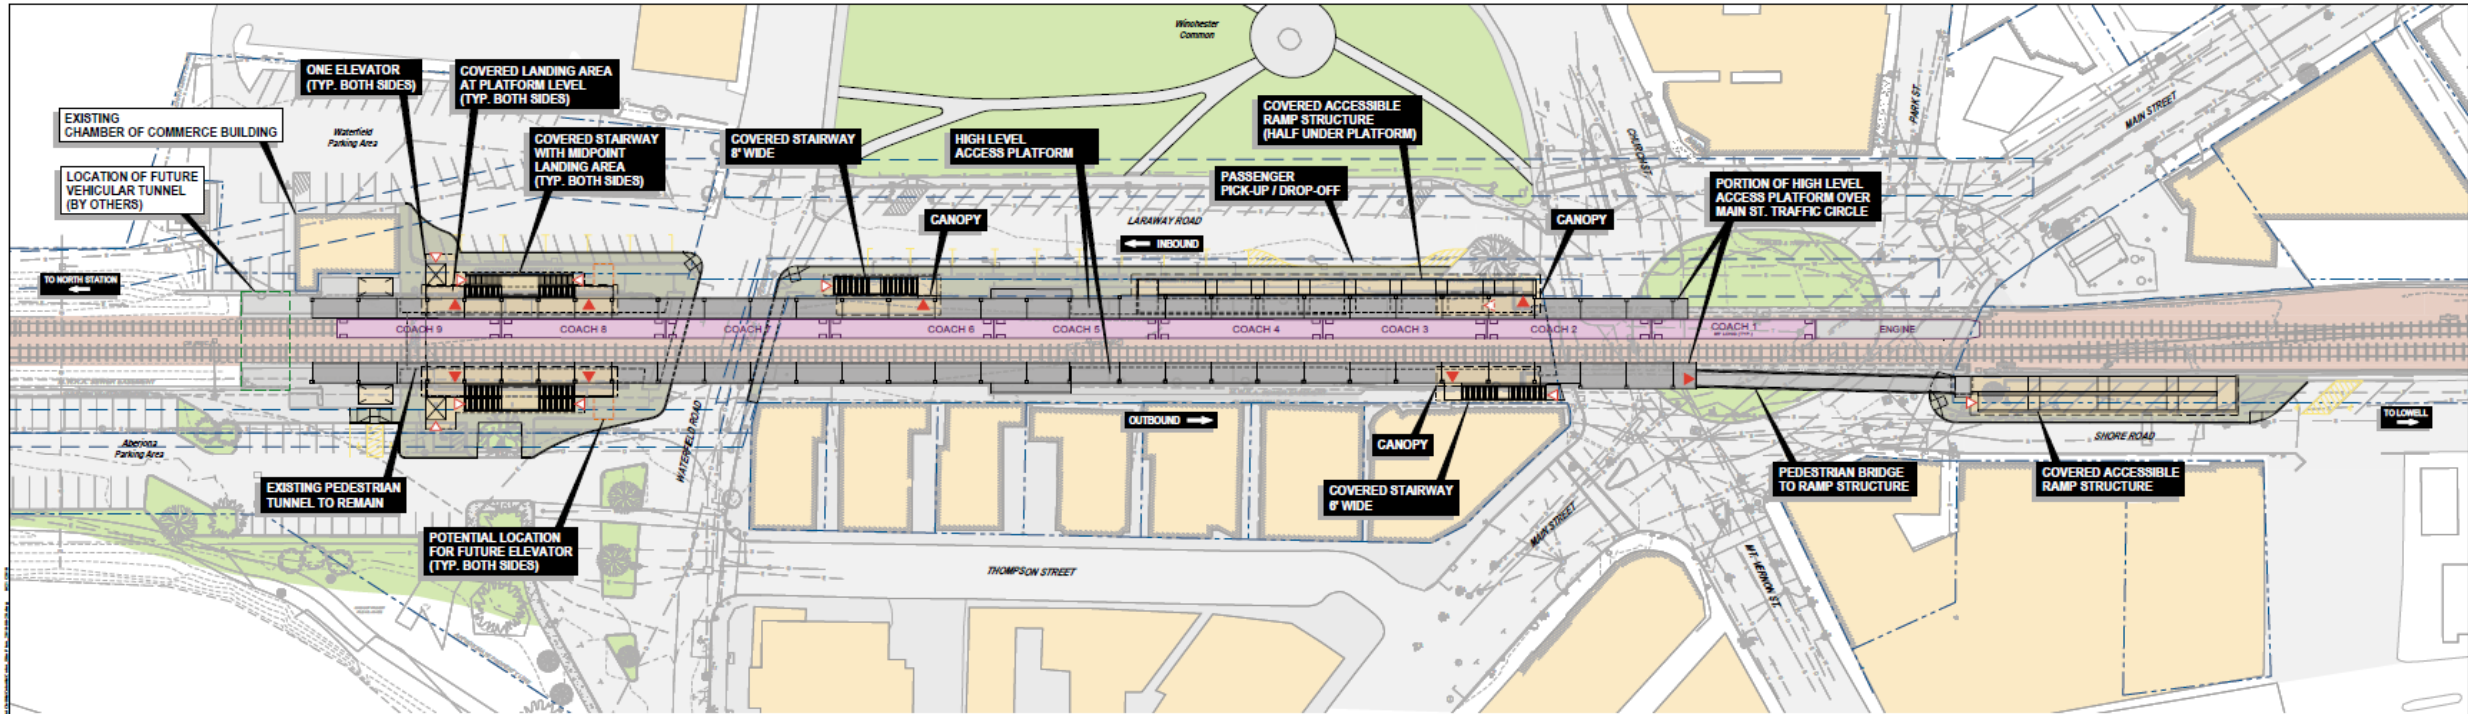 Winchester
Common
ONE ELEVATOR
(TYP. BOTH SIDES)
COVERED LANDING AREA
AT PLATFORM LEVEL
(TYP. BOTH SIDES)
EXISTING
CHAMBER OF COMMERCE BUILDING
Waterfield
Parking Area
COVERED STAIRWAY
WITH MIDPOINT
LANDING AREA
(TYP. BOTH SIDES)
COVERED STAIRWAY
8' WIDE
HIGH LEVEL
ACCESS PLATFORM
COVERED ACCESSIBLE
RAMP STRUCTURE
(HALF UNDER PLATFORM)
CHURCH ST.
PARK ST.
MAIN STREET
LOCATION OF FUTURE
VEHICULAR TUNNEL
(BY OTHERS)
PASSENGER
PICK-UP / DROP-OFF
PORTION OF HIGH LEVEL
ACCESS PLATFORM OVER
MAIN ST. TRAFFIC CIRCLE
CANOPY
LARAWAY ROAD
CANOPY
INBOUND
TO NORTH STATION
COACH 9
COACH 8
COACH 7
COACH 6
COACH 5
COACH 4
COACH 3
COACH 2
COACH 1
ENGINE
OUTBOUND
TO LOWELL
WATERFIELD ROAD
CANOPY
SHORE ROAD
Aberjona
Parking Area
EXISTING PEDESTRIAN
TUNNEL TO REMAIN
COVERED STAIRWAY
6' WIDE
PEDESTRIAN BRIDGE
TO RAMP STRUCTURE
COVERED ACCESSIBLE
RAMP STRUCTURE
MAIN STREET
POTENTIAL LOCATION
FOR FUTURE ELEVATOR
(TYP. BOTH SIDES)
THOMPSON STREET
MT. VERNON ST.